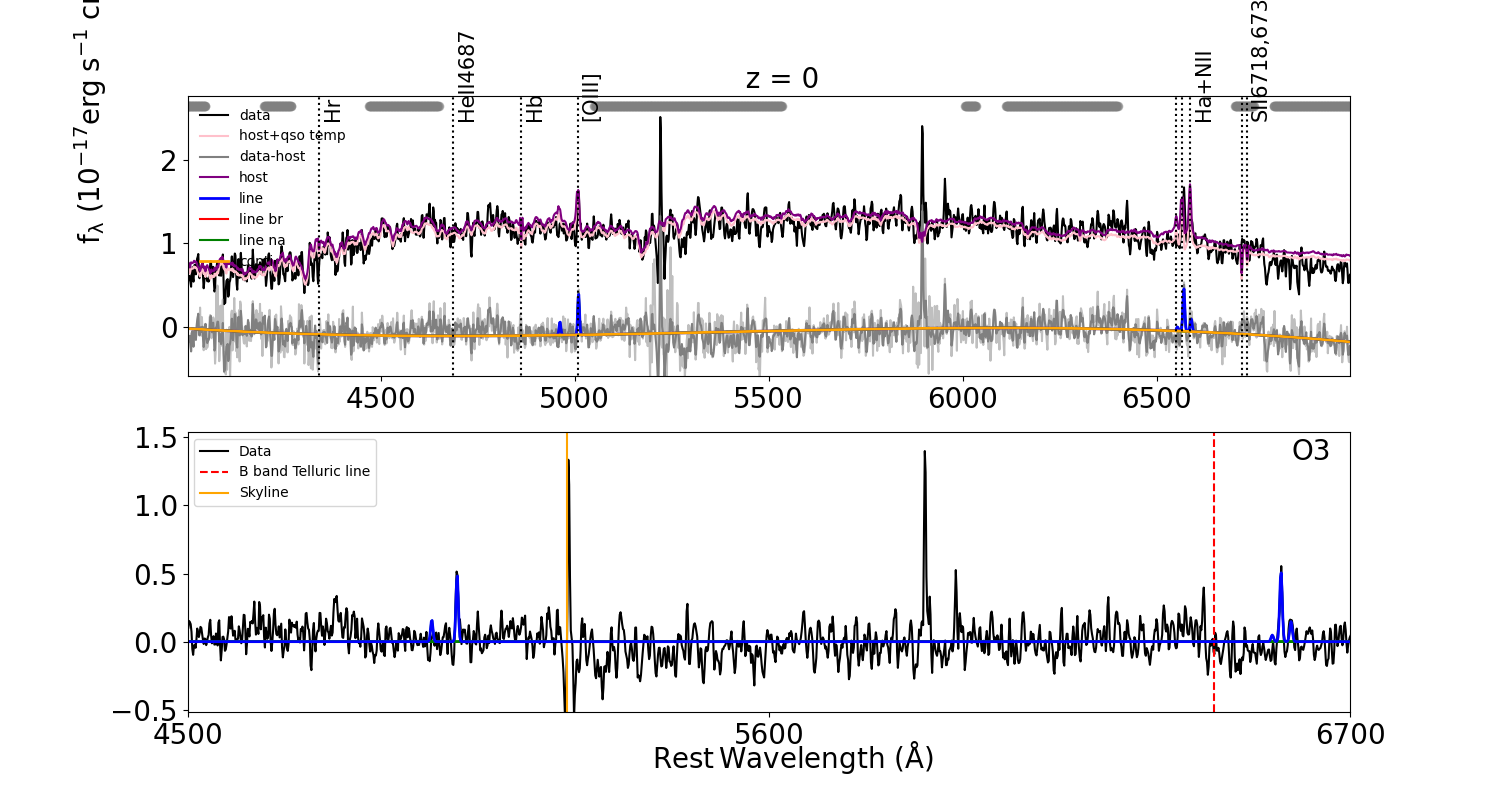 z = 0
f_λ (10^−17 erg s^−1 c
Hr
HeII4687
Hb
[OIII]
Ha+NII
SII6718,673
data
host+qso temp
data-host
host
line
line br
line na
2
1
0
4500
5000
5500
6000
6500
O3
Data
B band Telluric line
Skyline
1.5
1.0
0.5
0.0
−0.5
4500
5600
6700
Rest Wavelength (Å)